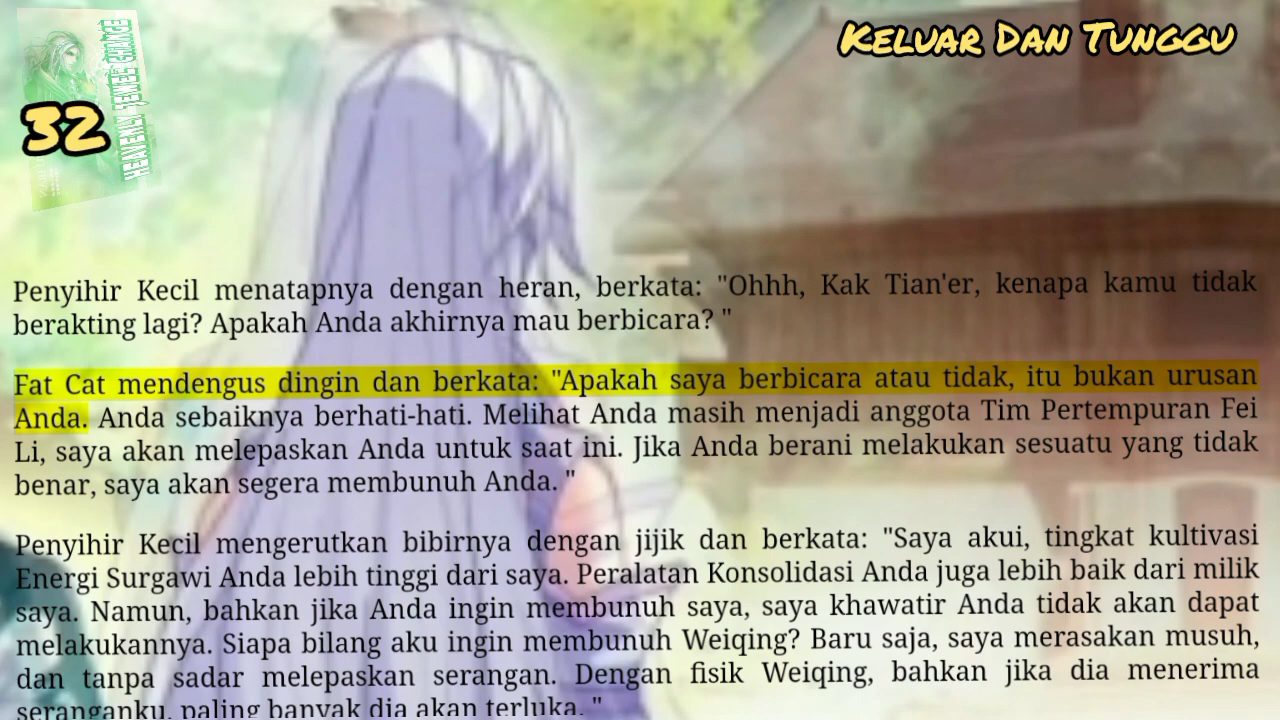 Keluar Dan Tunggu
HEAVENLY JEWEL CHANGE
32
Penyihir Kecil menatapnya dengan heran, berkata: "Ohhh, Kak Tian'er, kenapa kamu tidak
berakting lagi? Apakah Anda akhirnya mau berbicara? "
Fat Cat mendengus dingin dan berkata: "Apakah saya berbicara atau tidak, itu bukan urusan
Anda. Anda sebaiknya berhati-hati. Melihat Anda masih menjadi anggota Tim Pertempuran Fei
Li, saya akan melepaskan Anda untuk saat ini. Jika Anda berani melakukan sesuatu yang tidak
benar, saya akan segera membunuh Anda. "
Penyihir Kecil mengerutkan bibirnya dengan jijik dan berkata: "Saya akui, tingkat kultivasi
Energi Surgawi Anda lebih tinggi dari saya. Peralatan Konsolidasi Anda juga lebih baik dari milik
saya. Namun, bahkan jika Anda ingin membunuh saya, saya khawatir Anda tidak akan dapat
melakukannya. Siapa bilang aku ingin membunuh Weiqing? Baru saja, saya merasakan musuh,
dan tanpa sadar melepaskan serangan. Dengan fisik Weiqing, bahkan jika dia menerima
seranganku, paling banyak dia akan terluka. "